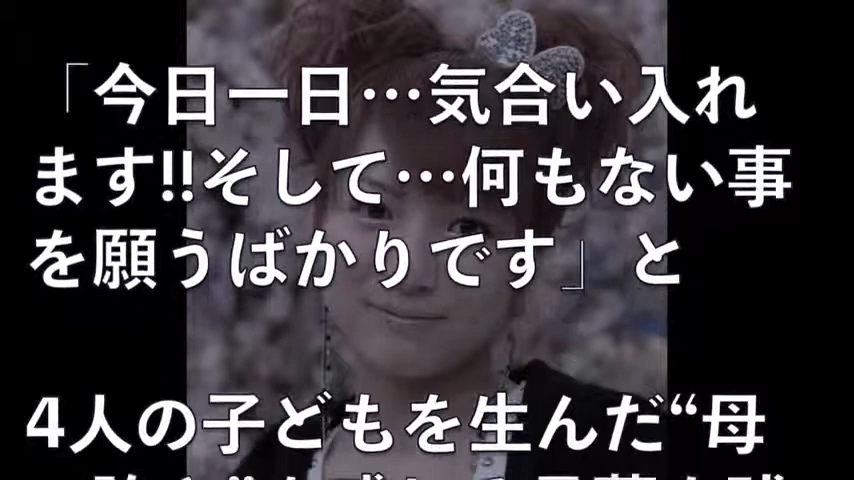 「今日一日…気合い入れ
ます!!そして…何もない事
を願うばかりです」と
4人の子どもを生んだ“母